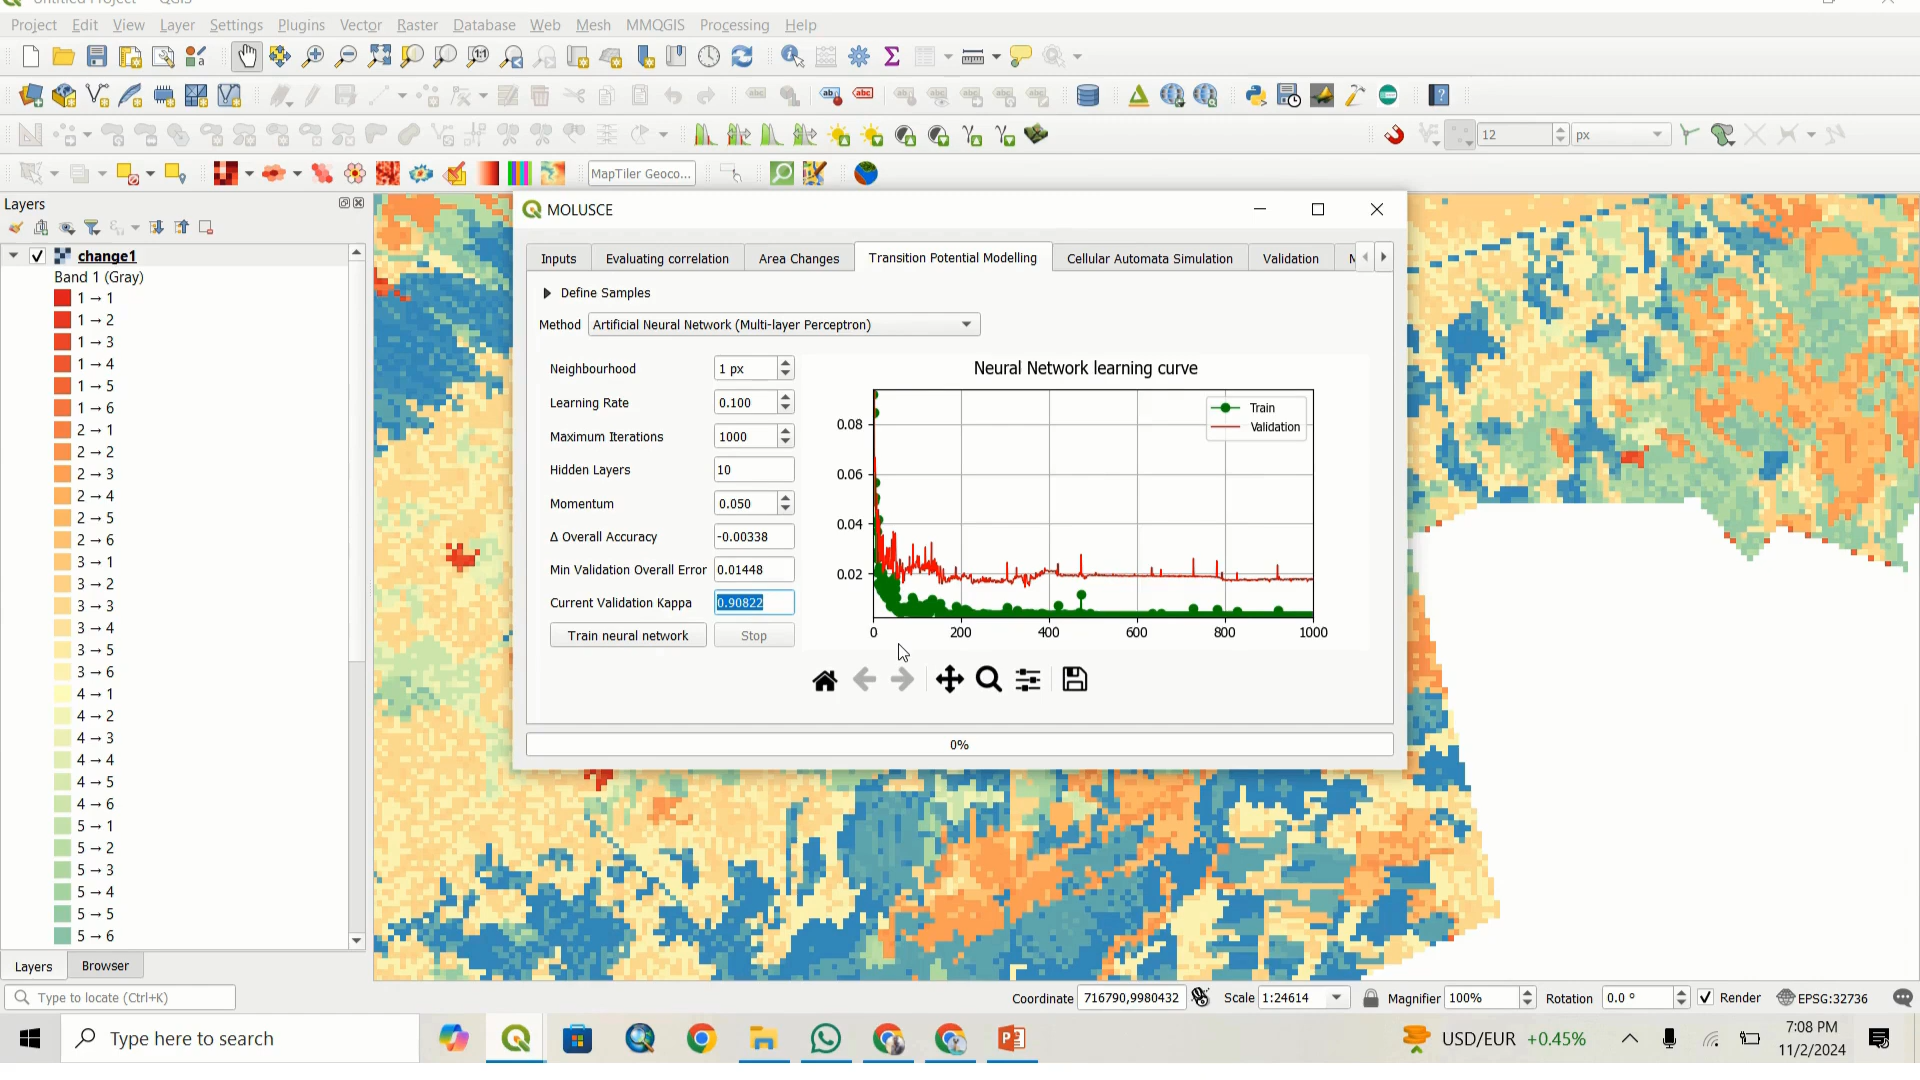 Untitled Project — QGIS
Project Edit View Layer Settings Plugins Vector Raster Database Web Mesh MMQGIS Processing Help
12 px
MapTiler Geoco...
Layers
change1
Band 1 (Gray)
1 → 1
1 → 2
1 → 3
1 → 4
1 → 5
1 → 6
2 → 1
2 → 2
2 → 3
2 → 4
2 → 5
2 → 6
3 → 1
3 → 2
3 → 3
3 → 4
3 → 5
3 → 6
4 → 1
4 → 2
4 → 3
4 → 4
4 → 5
4 → 6
5 → 1
5 → 2
5 → 3
5 → 4
5 → 5
5 → 6
Layers Browser
MOLUSCE
Inputs Evaluating correlation Area Changes Transition Potential Modelling Cellular Automata Simulation Validation
Define Samples
Method Artificial Neural Network (Multi-layer Perceptron)
Neighbourhood 1 px
Learning Rate 0.100
Maximum Iterations 1000
Hidden Layers 10
Momentum 0.050
Δ Overall Accuracy -0.00338
Min Validation Overall Error 0.01448
Current Validation Kappa 0.90822
Train neural network Stop
Neural Network learning curve
Train
Validation
0.08
0.06
0.04
0.02
0 200 400 600 800 1000
0%
Type to locate (Ctrl+K)
Coordinate 716790,9980432 Scale 1:24614 Magnifier 100% Rotation 0.0 ° Render EPSG:32736
Type here to search
USD/EUR +0.45%
7:08 PM
11/2/2024